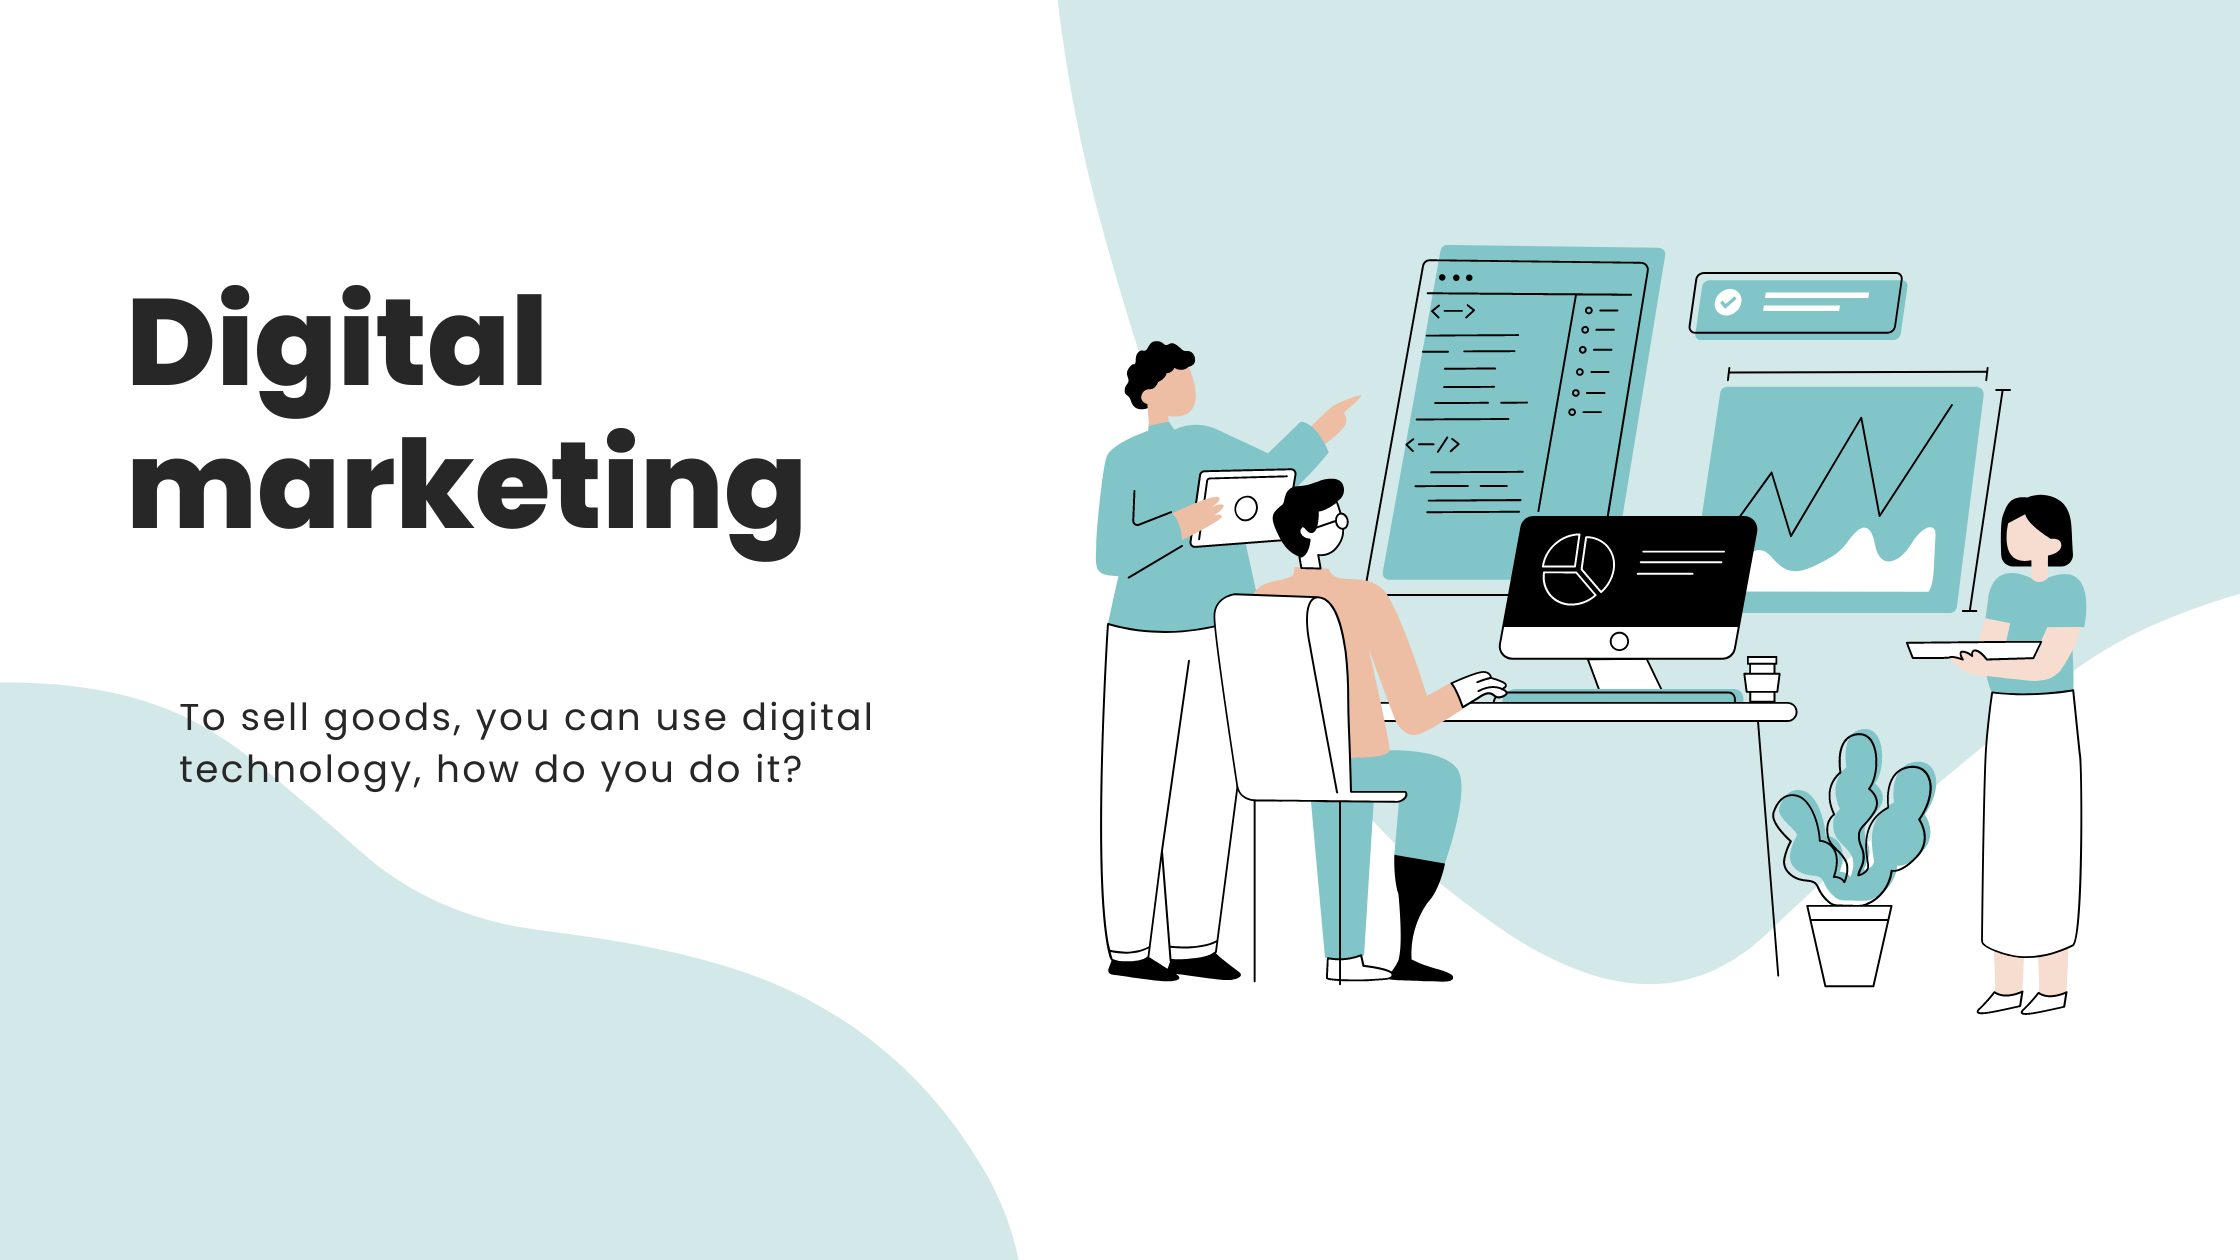 Digital
marketing
To sell goods, you can use digital
technology, how do you do it?